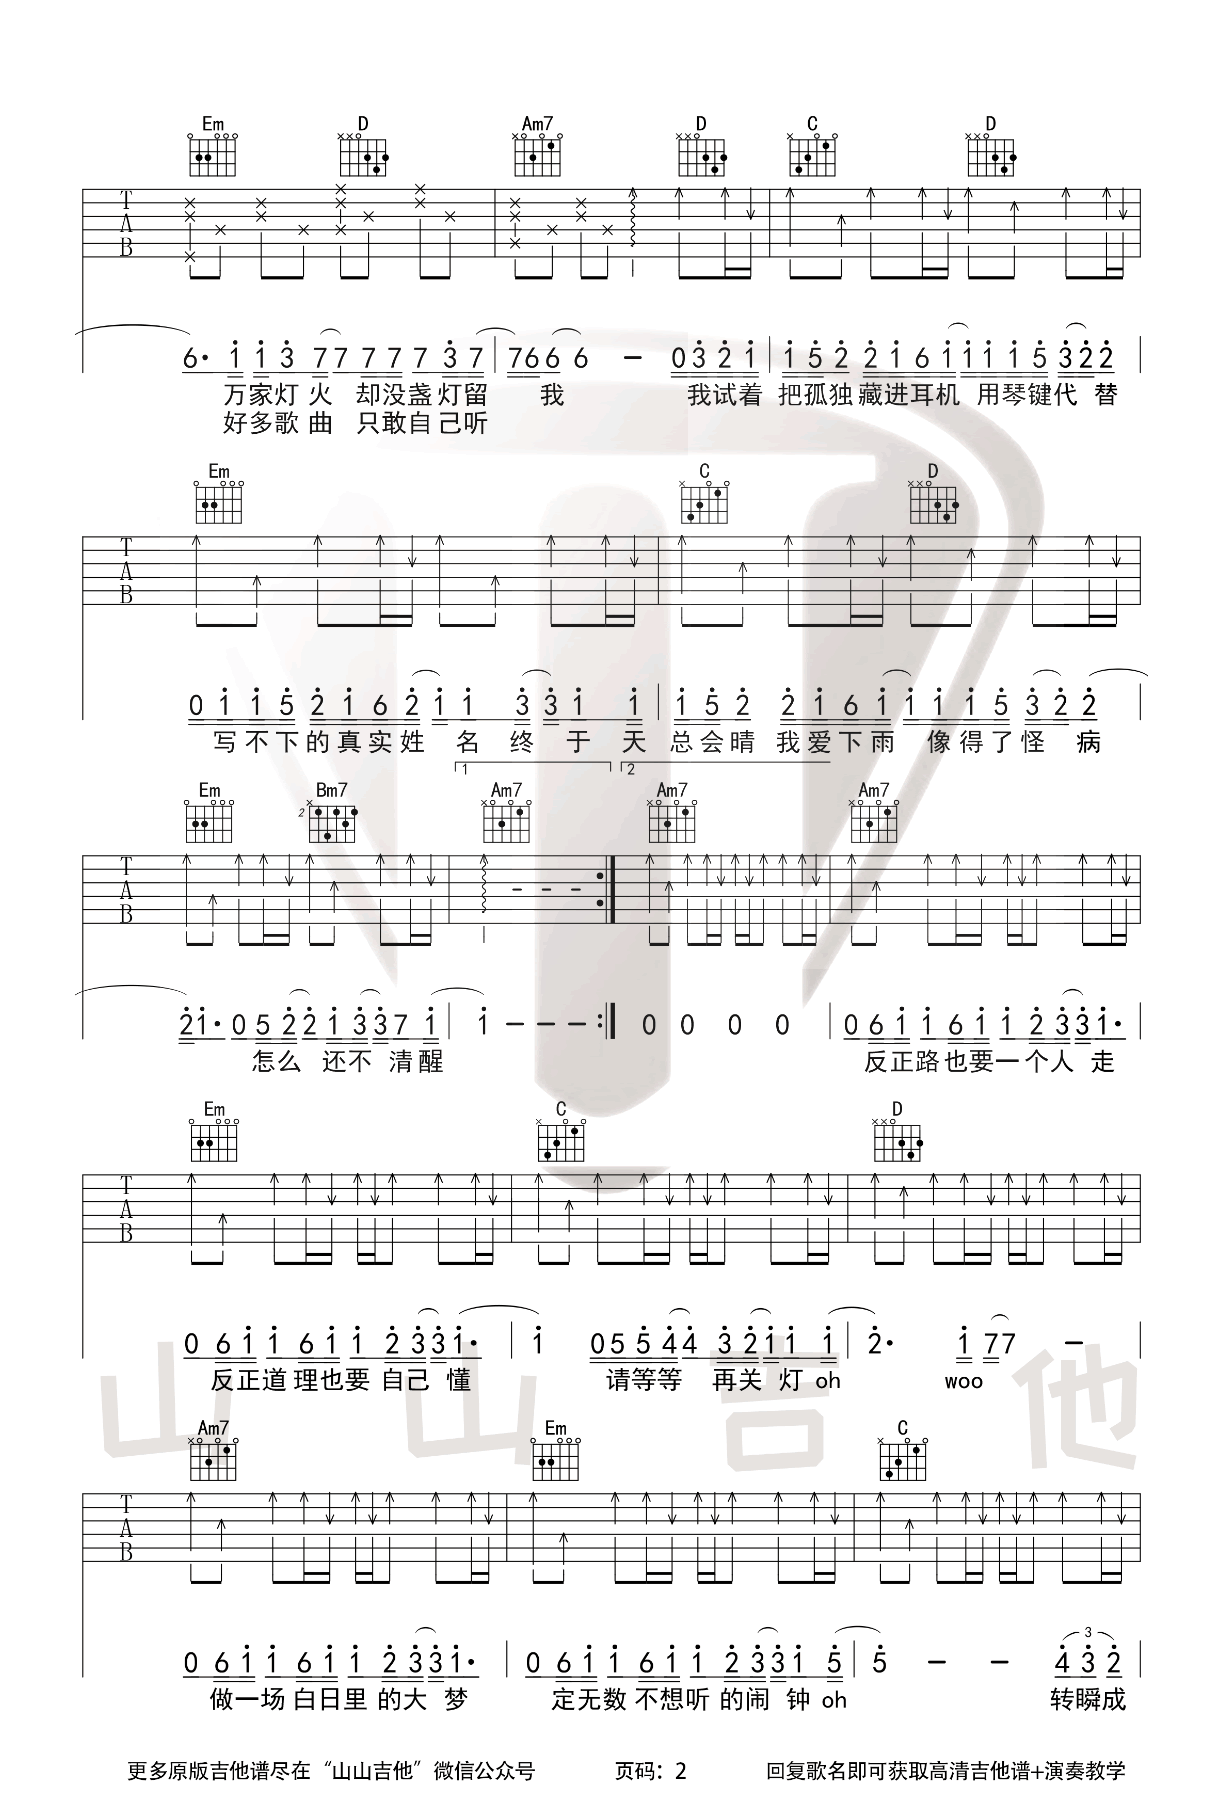 Em D Am7 D C D
T
A
B
6· 1 1 3 7 7 7 7 7 3 7 7 6 6 6 - 0 3 2 1 1 5 2 2 1 6 1 1 1 1 5 3 2 2
万家灯 火 却没盏灯留 我 我试着 把孤独藏进耳机 用琴键代 替
好多歌 曲 只敢自己听
Em C D
T
A
B
0 1 1 5 2 1 6 2 1 1 3 3 1 1 1 5 2 2 1 6 1 1 1 1 5 3 2 2
写不下的真实姓 名 终 于 天 总会晴 我爱下雨 像得了怪 病
1 2
Em Bm7 Am7 Am7 Am7
2
T
A
B
2 1· 0 5 2 2 1 3 3 7 1 1 - - - : 0 0 0 0 0 6 1 1 6 1 1 2 3 3 1·
怎么 还不 清醒 反正路也要一个人 走
Em C D
T
A
B
0 6 1 1 6 1 1 2 3 3 1· 1 0 5 5 4 4 3 2 1 1 1 2· 1 7 7 -
反正道 理也要 自己 懂 请等等 再关 灯 oh woo
山 山 吉 他
Am7 Em C
T
A
B
3
0 6 1 1 6 1 1 2 3 3 1· 0 6 1 1 6 1 1 2 3 3 1 5 5 - - 4 3 2
做一场 白日里 的大 梦 定无数 不想听 的闹 钟 oh 转瞬成
更多原版吉他谱尽在“山山吉他”微信公众号 页码：2 回复歌名即可获取高清吉他谱+演奏教学